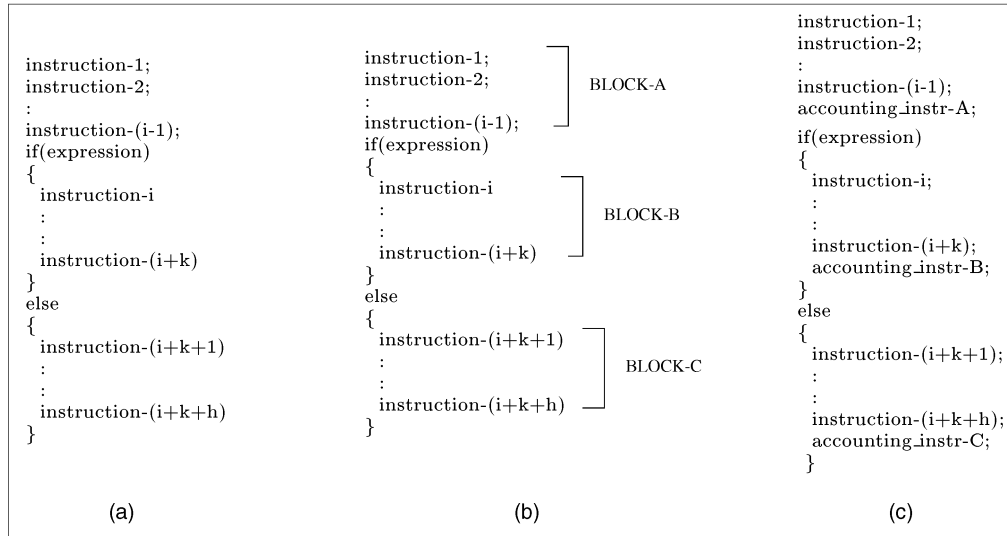 instruction-1;
instruction-2;
:
instruction-(i-1);
if(expression)
{
instruction-i
:
:
instruction-(i+k)
}
else
{
instruction-(i+k+1)
:
:
instruction-(i+k+h)
}
(a)
instruction-1;
instruction-2;
:
instruction-(i-1);
BLOCK-A
if(expression)
{
instruction-i
:
:
instruction-(i+k)
BLOCK-B
}
else
{
instruction-(i+k+1)
:
:
instruction-(i+k+h)
BLOCK-C
}
(b)
instruction-1;
instruction-2;
:
instruction-(i-1);
accounting_instr-A;
if(expression)
{
instruction-i;
:
:
instruction-(i+k);
accounting_instr-B;
}
else
{
instruction-(i+k+1);
:
:
instruction-(i+k+h);
accounting_instr-C;
}
(c)